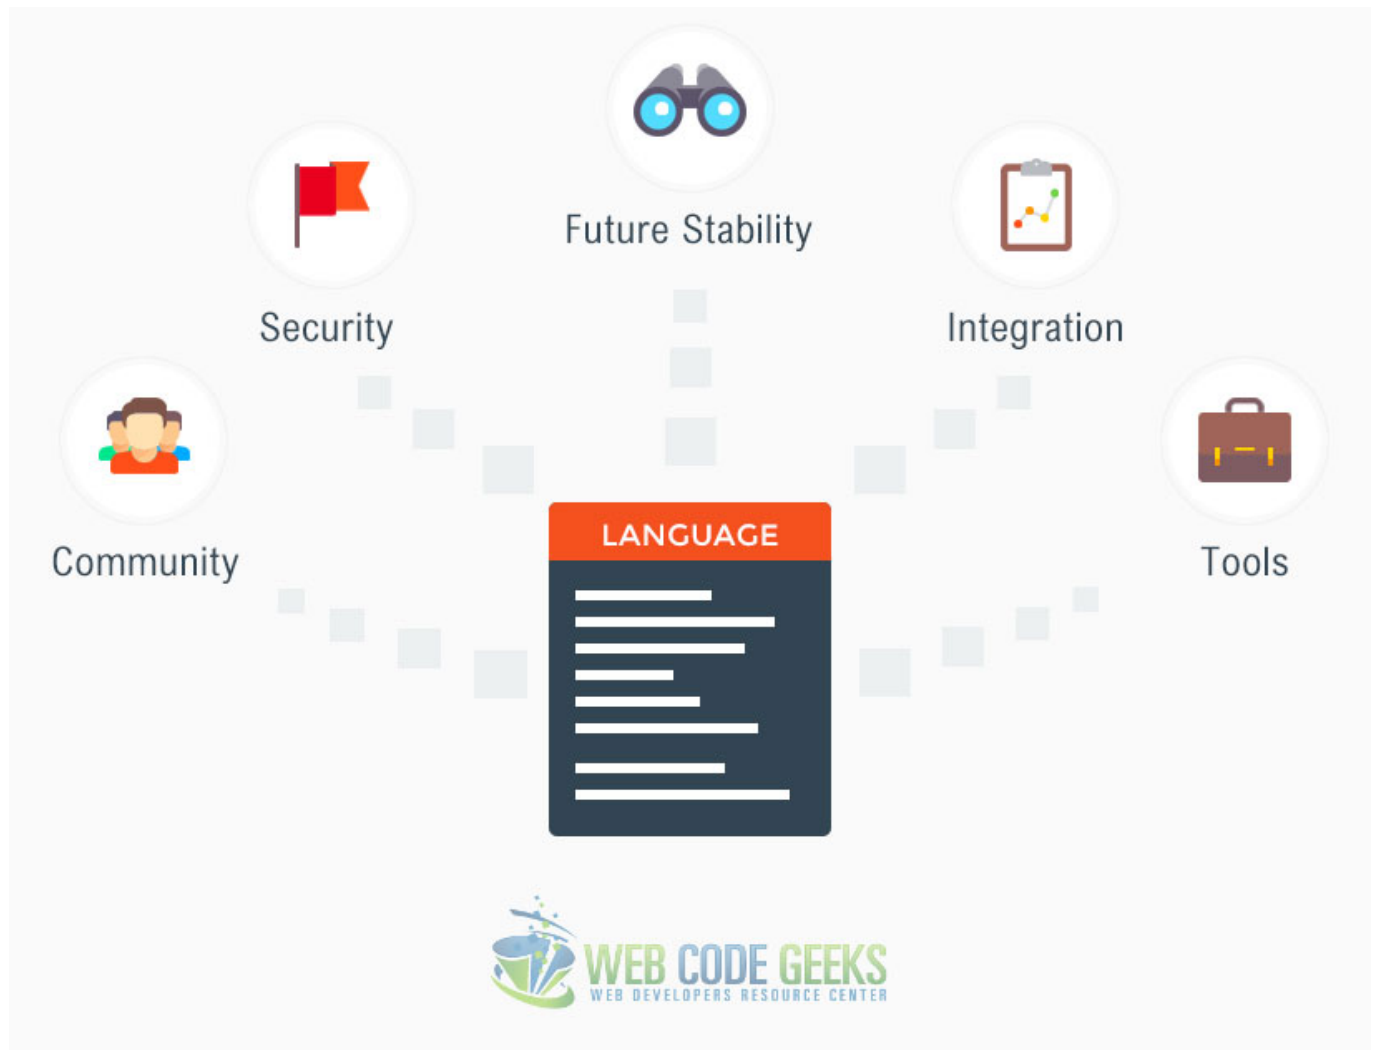 Future Stability
Security
Integration
Community
Tools
LANGUAGE
WEB CODE GEEKS
WEB DEVELOPERS RESOURCE CENTER